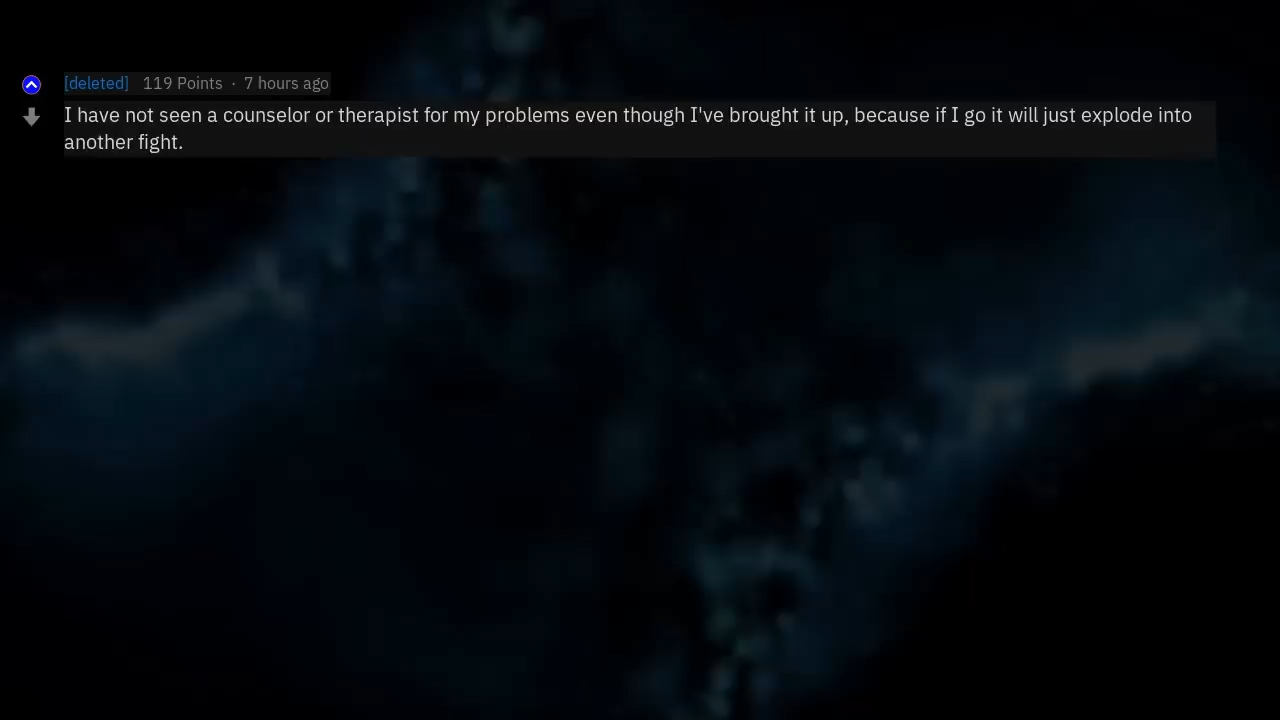 [deleted] 119 Points · 7 hours ago
I have not seen a counselor or therapist for my problems even though I've brought it up, because if I go it will just explode into
another fight.